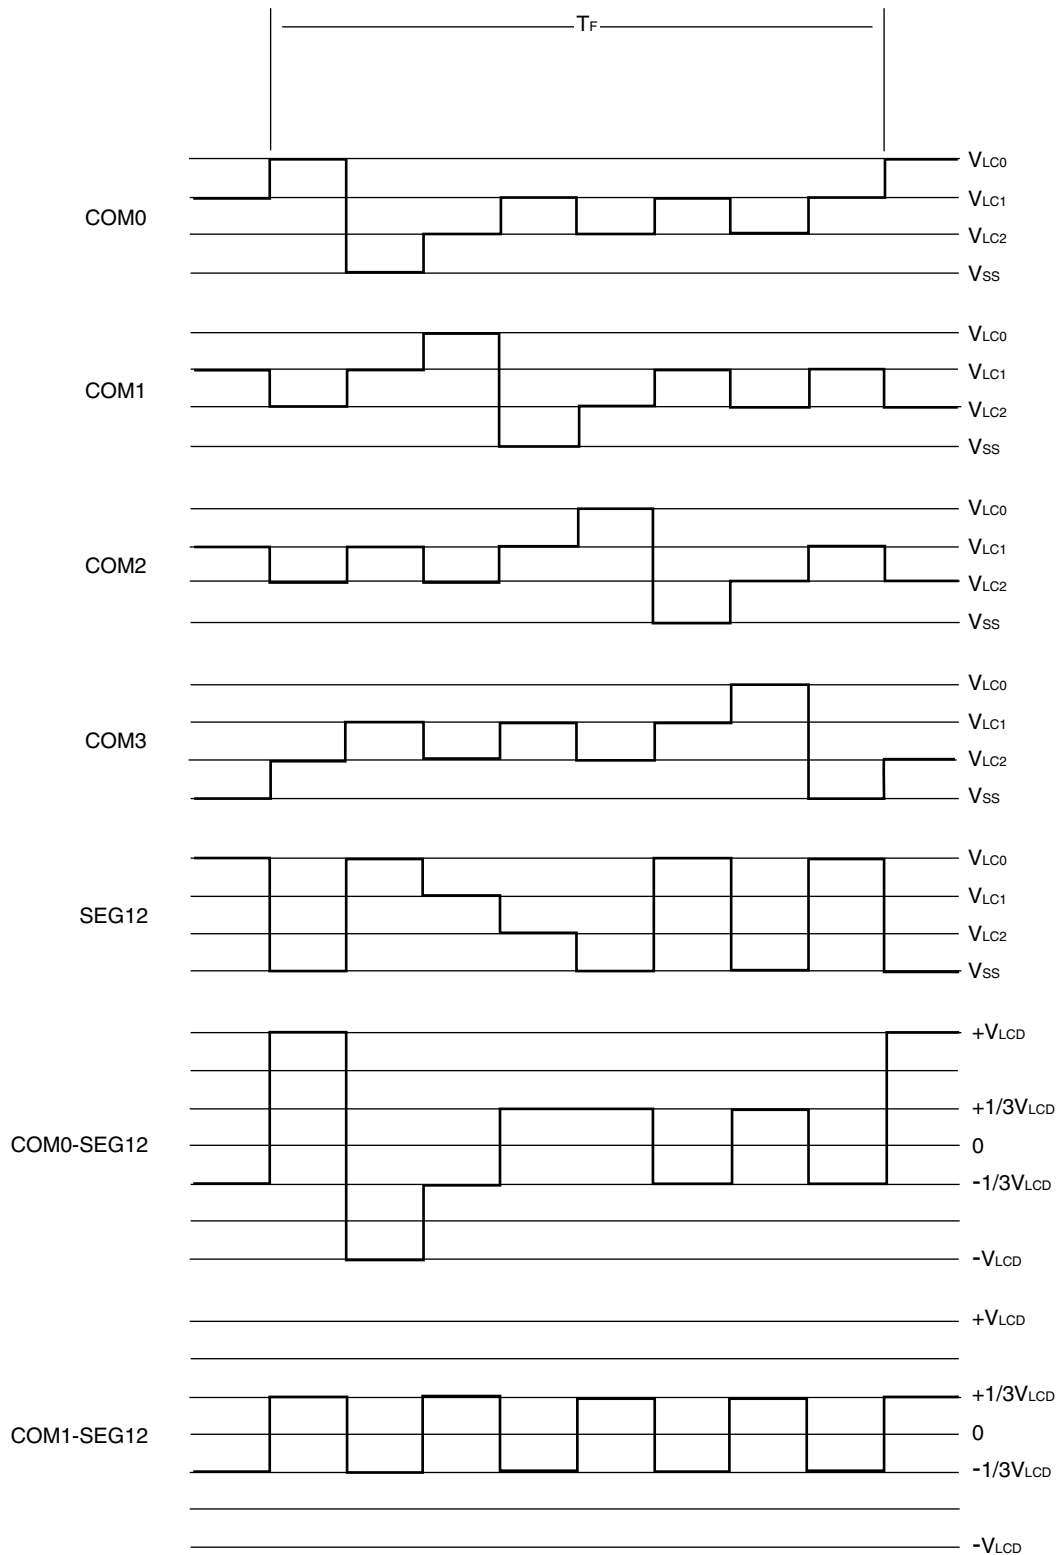 TF
COM0
VLC0
VLC1
VLC2
VSS
COM1
VLC0
VLC1
VLC2
VSS
COM2
VLC0
VLC1
VLC2
VSS
COM3
VLC0
VLC1
VLC2
VSS
SEG12
VLC0
VLC1
VLC2
VSS
COM0-SEG12
+VLCD
+1/3VLCD
0
-1/3VLCD
-VLCD
COM1-SEG12
+VLCD
+1/3VLCD
0
-1/3VLCD
-VLCD